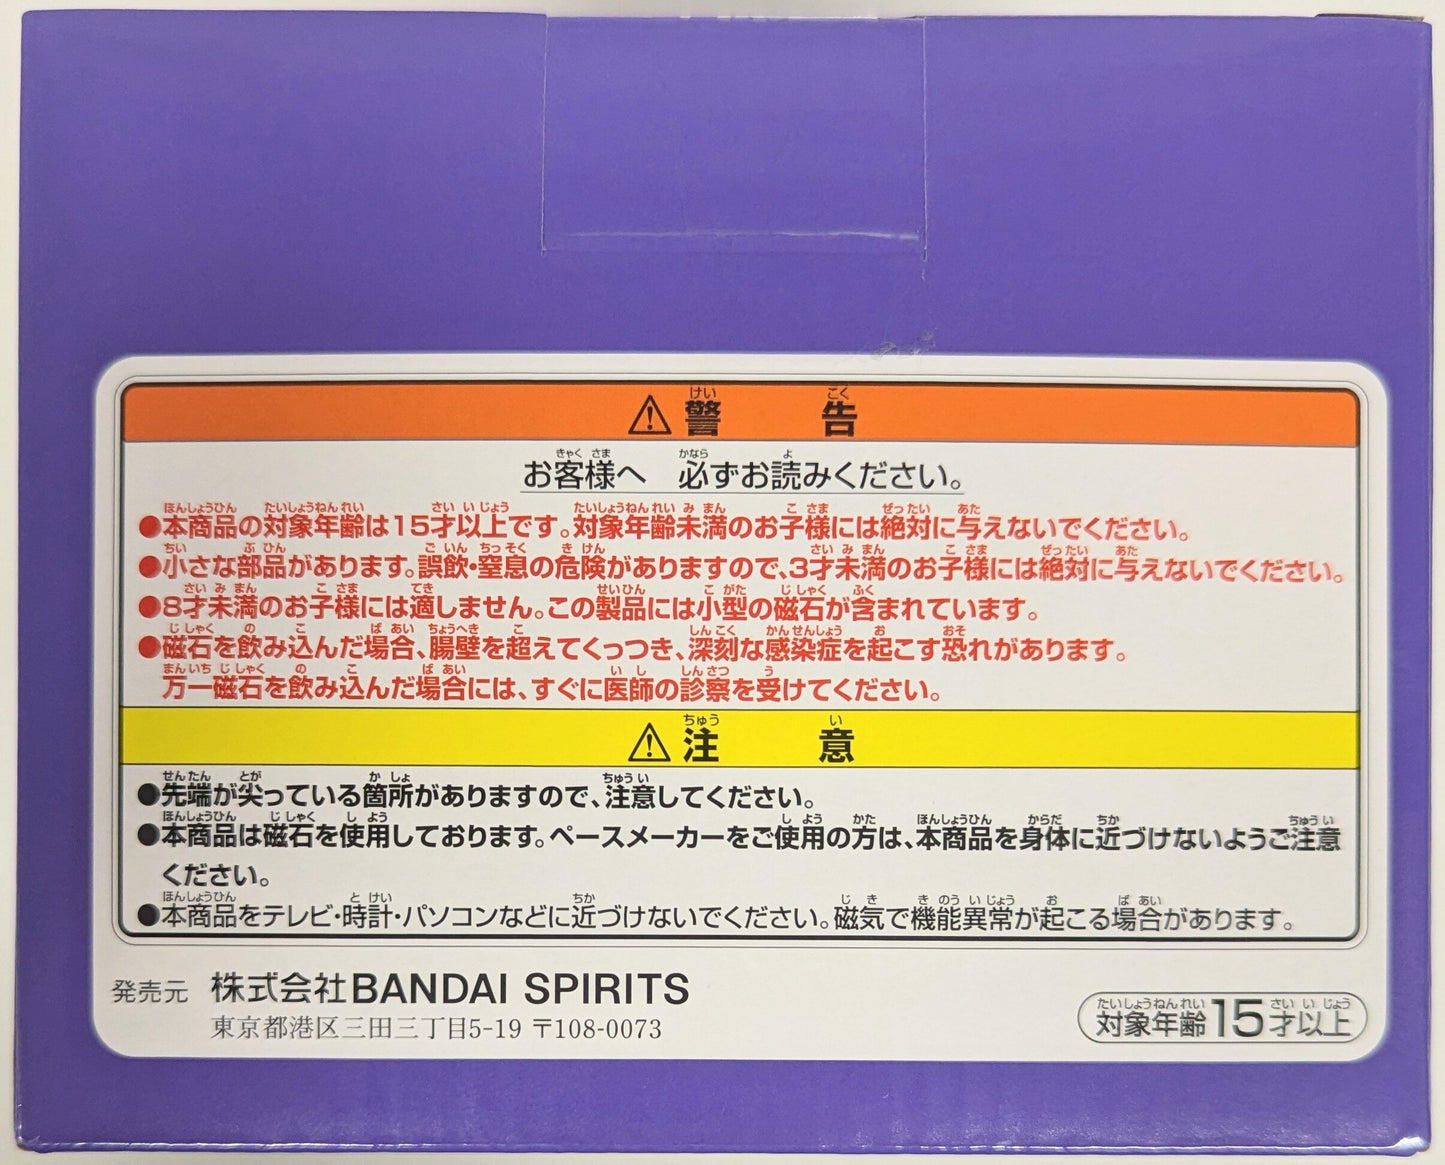 ⚠警告
お客様へ 必ずお読みください。
●本商品の対象年齢は15才以上です。対象年齢未満のお子様には絶対に与えないでください。
●小さな部品があります。誤飲・窒息の危険がありますので、3才未満のお子様には絶対に与えないでください。
●8才未満のお子様には適しません。この製品には小型の磁石が含まれています。
●磁石を飲み込んだ場合、腸壁を超えてくっつき、深刻な感染症を起こす恐れがあります。
万一磁石を飲み込んだ場合には、すぐに医師の診察を受けてください。
⚠注意
●先端が尖っている箇所がありますので、注意してください。
●本商品は磁石を使用しております。ペースメーカーをご使用の方は、本商品を身体に近づけないようご注意
ください。
●本商品をテレビ・時計・パソコンなどに近づけないでください。磁気で機能異常が起こる場合があります。
発売元 株式会社BANDAI SPIRITS
東京都港区三田三丁目5-19 〒108-0073
対象年齢15才以上